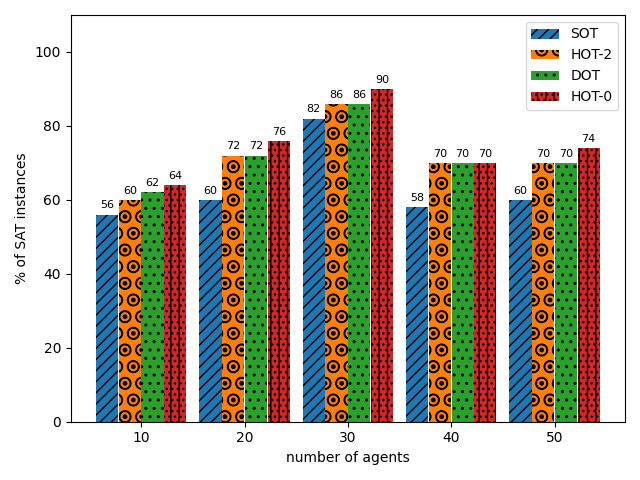 SOT
HOT-2
DOT
HOT-0
100
80
60
40
20
0
% of SAT instances
56 60 62 64
60 72 72 76
82 86 86 90
58 70 70 70
60 70 70 74
10 20 30 40 50
number of agents